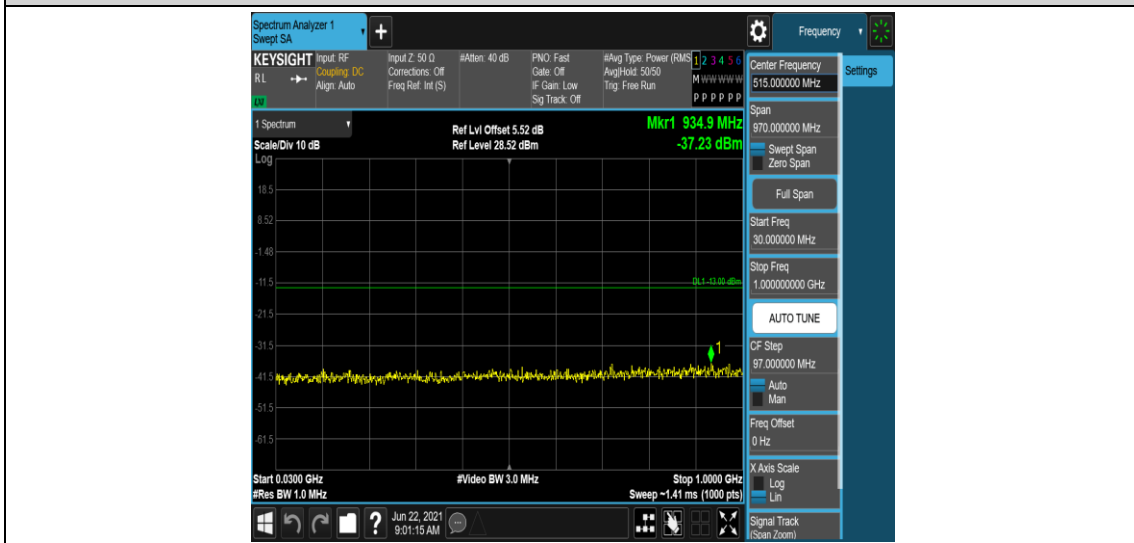 Spectrum Analyzer 1
Swept SA
+
Frequency
KEYSIGHT
RL
Input: RF
Coupling: DC
Align: Auto
Input Z: 50 Ω
Corrections: Off
Freq Ref: Int (S)
#Atten: 40 dB
PNO: Fast
Gate: Off
IF Gain: Low
Sig Track: Off
#Avg Type: Power (RMS
Avg|Hold: 50/50
Trig: Free Run
1 2 3 4 5 6
M W W W W W
P P P P P P
1 Spectrum
Scale/Div 10 dB
Log
Ref Lvl Offset 5.52 dB
Ref Level 28.52 dBm
Mkr1 934.9 MHz
-37.23 dBm
18.5
8.52
-1.48
-11.5
-21.5
-31.5
-41.5
-51.5
-61.5
DL1 -13.00 dBm
1
Start 0.0300 GHz
#Res BW 1.0 MHz
#Video BW 3.0 MHz
Stop 1.0000 GHz
Sweep ~1.41 ms (1000 pts)
Center Frequency
515.000000 MHz
Settings
Span
970.000000 MHz
Swept Span
Zero Span
Full Span
Start Freq
30.000000 MHz
Stop Freq
1.000000000 GHz
AUTO TUNE
CF Step
97.000000 MHz
Auto
Man
Freq Offset
0 Hz
X Axis Scale
Log
Lin
Signal Track
(Span Zoom)
?
Jun 22, 2021
9:01:15 AM